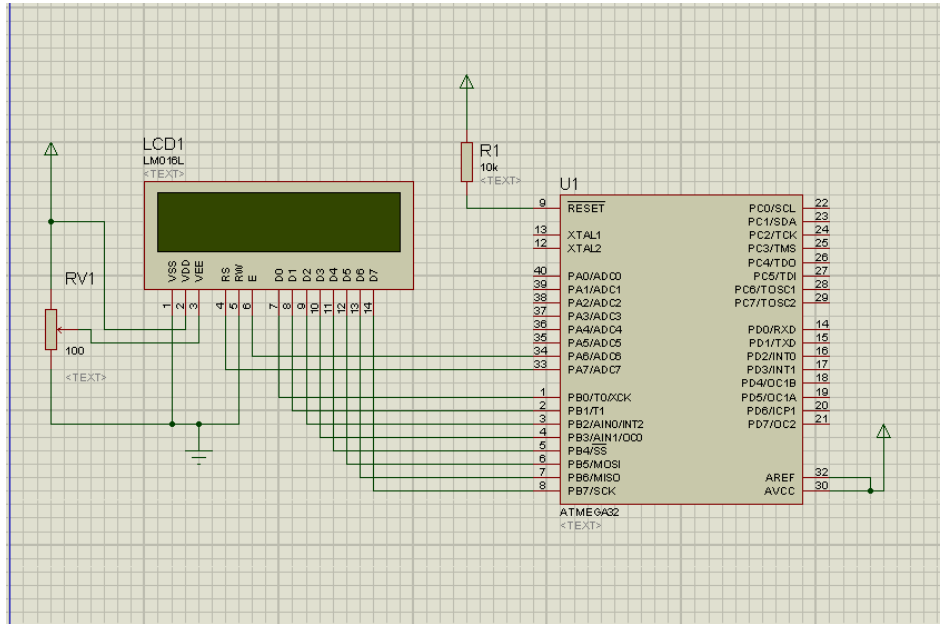 LCD1
LM016L
<TEXT>
VSS
VDD
VEE
RS
RW
E
D0
D1
D2
D3
D4
D5
D6
D7
1
2
3
4
5
6
7
8
9
10
11
12
13
14
RV1
100
<TEXT>
R1
10k
<TEXT>
U1
9 RESET PC0/SCL 22
PC1/SDA 23
13 XTAL1 PC2/TCK 24
12 XTAL2 PC3/TMS 25
PC4/TDO 26
40 PA0/ADC0 PC5/TDI 27
39 PA1/ADC1 PC6/TOSC1 28
38 PA2/ADC2 PC7/TOSC2 29
37 PA3/ADC3
36 PA4/ADC4 PD0/RXD 14
35 PA5/ADC5 PD1/TXD 15
34 PA6/ADC6 PD2/INT0 16
33 PA7/ADC7 PD3/INT1 17
PD4/OC1B 18
1 PB0/T0/XCK PD5/OC1A 19
2 PB1/T1 PD6/ICP1 20
3 PB2/AIN0/INT2 PD7/OC2 21
4 PB3/AIN1/OC0
5 PB4/SS
6 PB5/MOSI
7 PB6/MISO AREF 32
8 PB7/SCK AVCC 30
ATMEGA32
<TEXT>